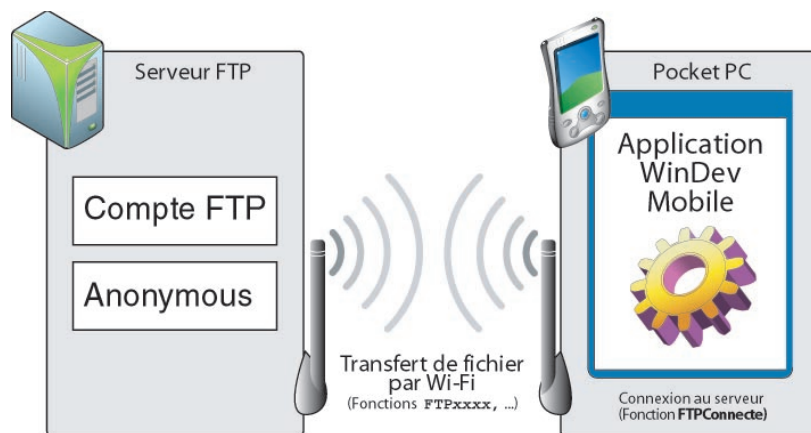 Serveur FTP
Compte FTP
Anonymous
Transfert de fichier
par Wi-Fi
(Fonctions FTPxxxx, ...)
Pocket PC
Application
WinDev
Mobile
Connexion au serveur
(Fonction FTPConnecte)